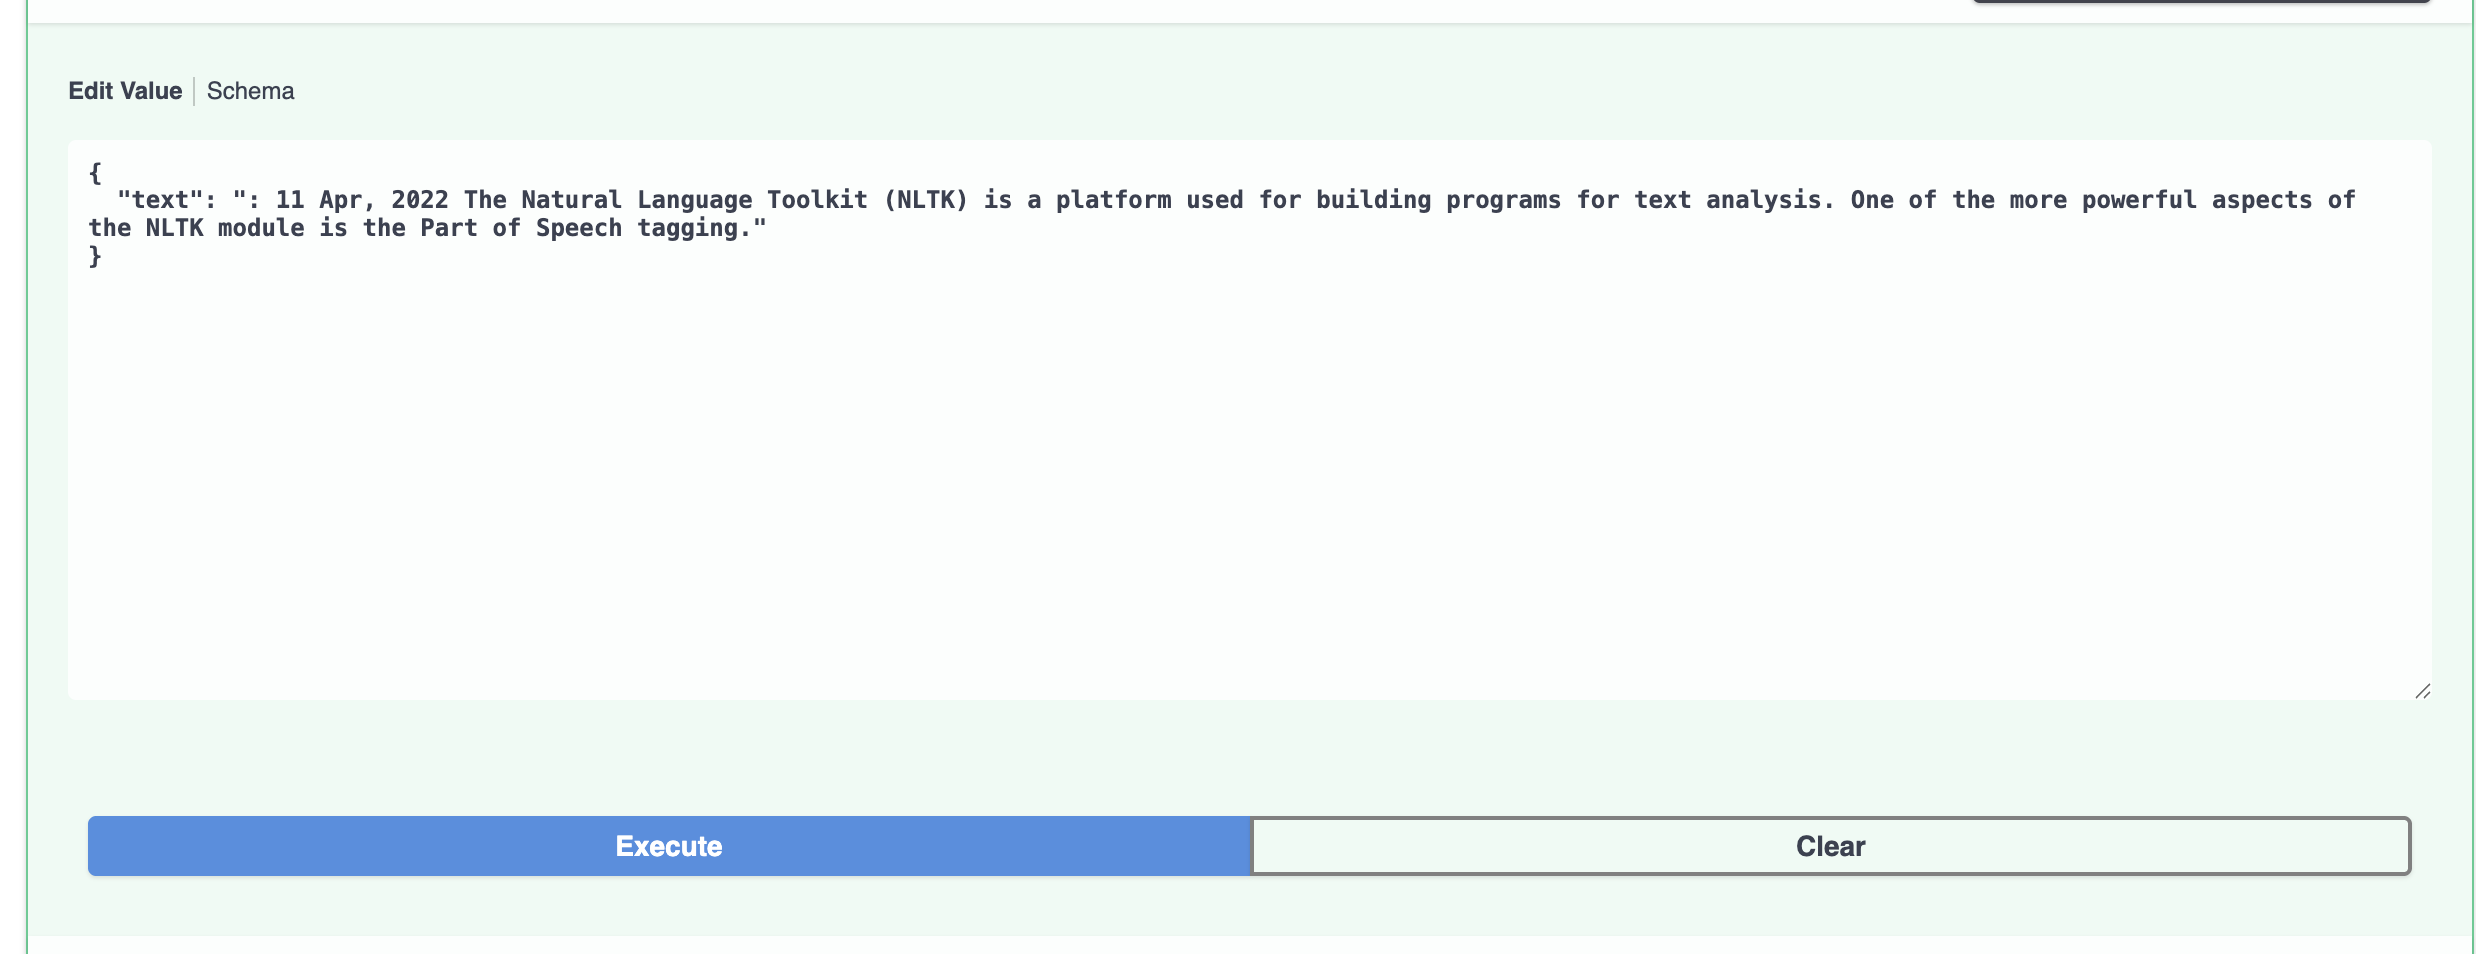 Edit Value
Schema
{
"text": ": 11 Apr, 2022 The Natural Language Toolkit (NLTK) is a platform used for building programs for text analysis. One of the more powerful aspects of
the NLTK module is the Part of Speech tagging."
}
Execute
Clear